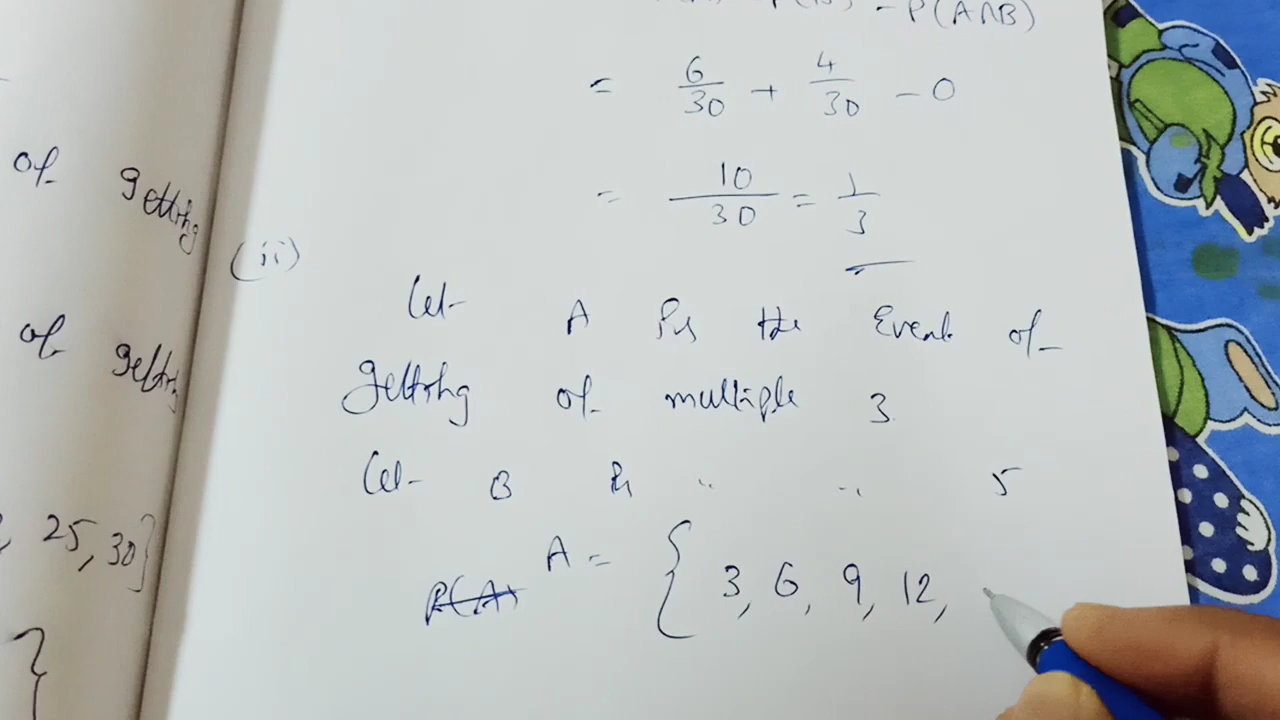 of getting
of getting
25, 30}
}
- P(A∩B)
= 6/30 + 4/30 - 0
= 10/30 = 1/3
(ii)
Let A is the Event of
getting of multiple 3
Let B is " " 5
A = { 3, 6, 9, 12,
P(A)